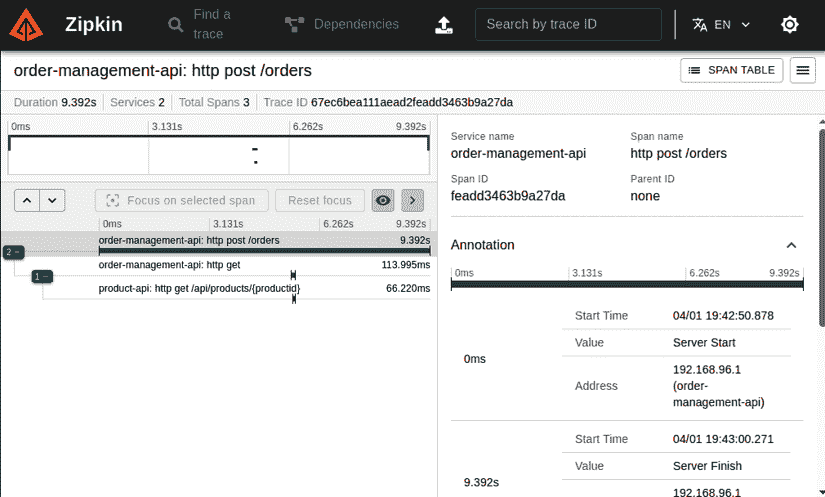 Zipkin
Find a
trace
Dependencies
Search by trace ID
EN
order-management-api: http post /orders
SPAN TABLE
Duration 9.392s Services 2 Total Spans 3 Trace ID 67ec6bea111aead2feadd3463b9a27da
0ms 3.131s 6.262s 9.392s
Focus on selected span
Reset focus
0ms 3.131s 6.262s 9.392s
2 −
order-management-api: http post /orders 9.392s
order-management-api: http get 113.995ms
1 −
product-api: http get /api/products/{productid} 66.220ms
Service name
order-management-api
Span name
http post /orders
Span ID
feadd3463b9a27da
Parent ID
none
Annotation
0ms 3.131s 6.262s 9.392s
0ms
Start Time 04/01 19:42:50.878
Value Server Start
Address 192.168.96.1
(order-
management-api)
9.392s
Start Time 04/01 19:43:00.271
Value Server Finish
192.168.96.1